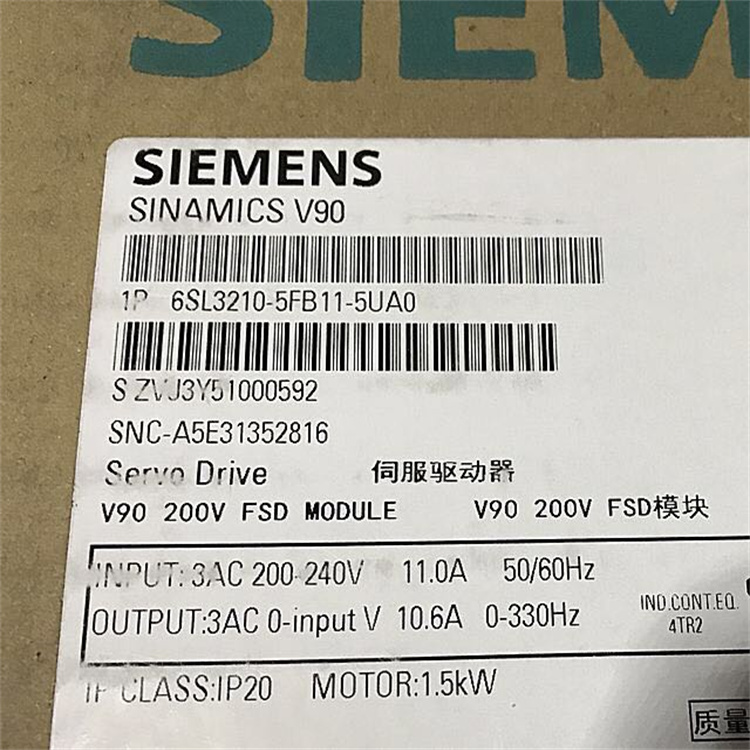 SIEMENS
SINAMICS V90
1P 6SL3210-5FB11-5UA0
S ZVJ3Y51000592
SNC-A5E31352816
Servo Drive 伺服驱动器
V90 200V FSD MODULE V90 200V FSD模块
INPUT:3AC 200-240V 11.0A 50/60Hz
OUTPUT:3AC 0-input V 10.6A 0-330Hz
IND.CONT.EQ.
4TR2
IP CLASS:IP20 MOTOR:1.5kW
质量